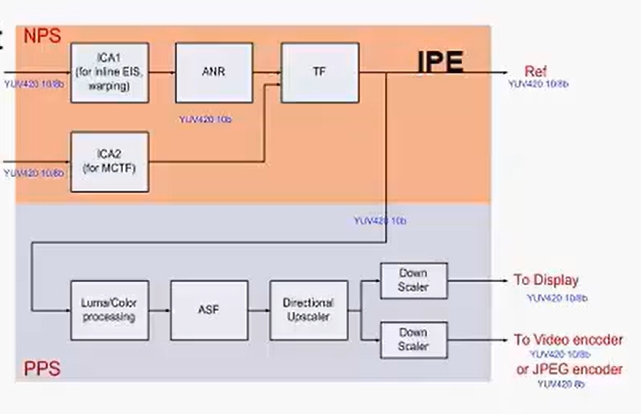 NPS
IPE
ICA1
(for inline EIS,
warping)
ANR
TF
Ref
YUV420 10/8b
YUV420 10/8b
YUV420 10b
ICA2
(for MCTF)
YUV420 10/8b
YUV420 10b
Luma/Color
processing
ASF
Directional
Upscaler
Down
Scaler
To Display
YUV420 10/8b
Down
Scaler
To Video encoder
YUV420 10/8b
or JPEG encoder
YUV420 8b
PPS